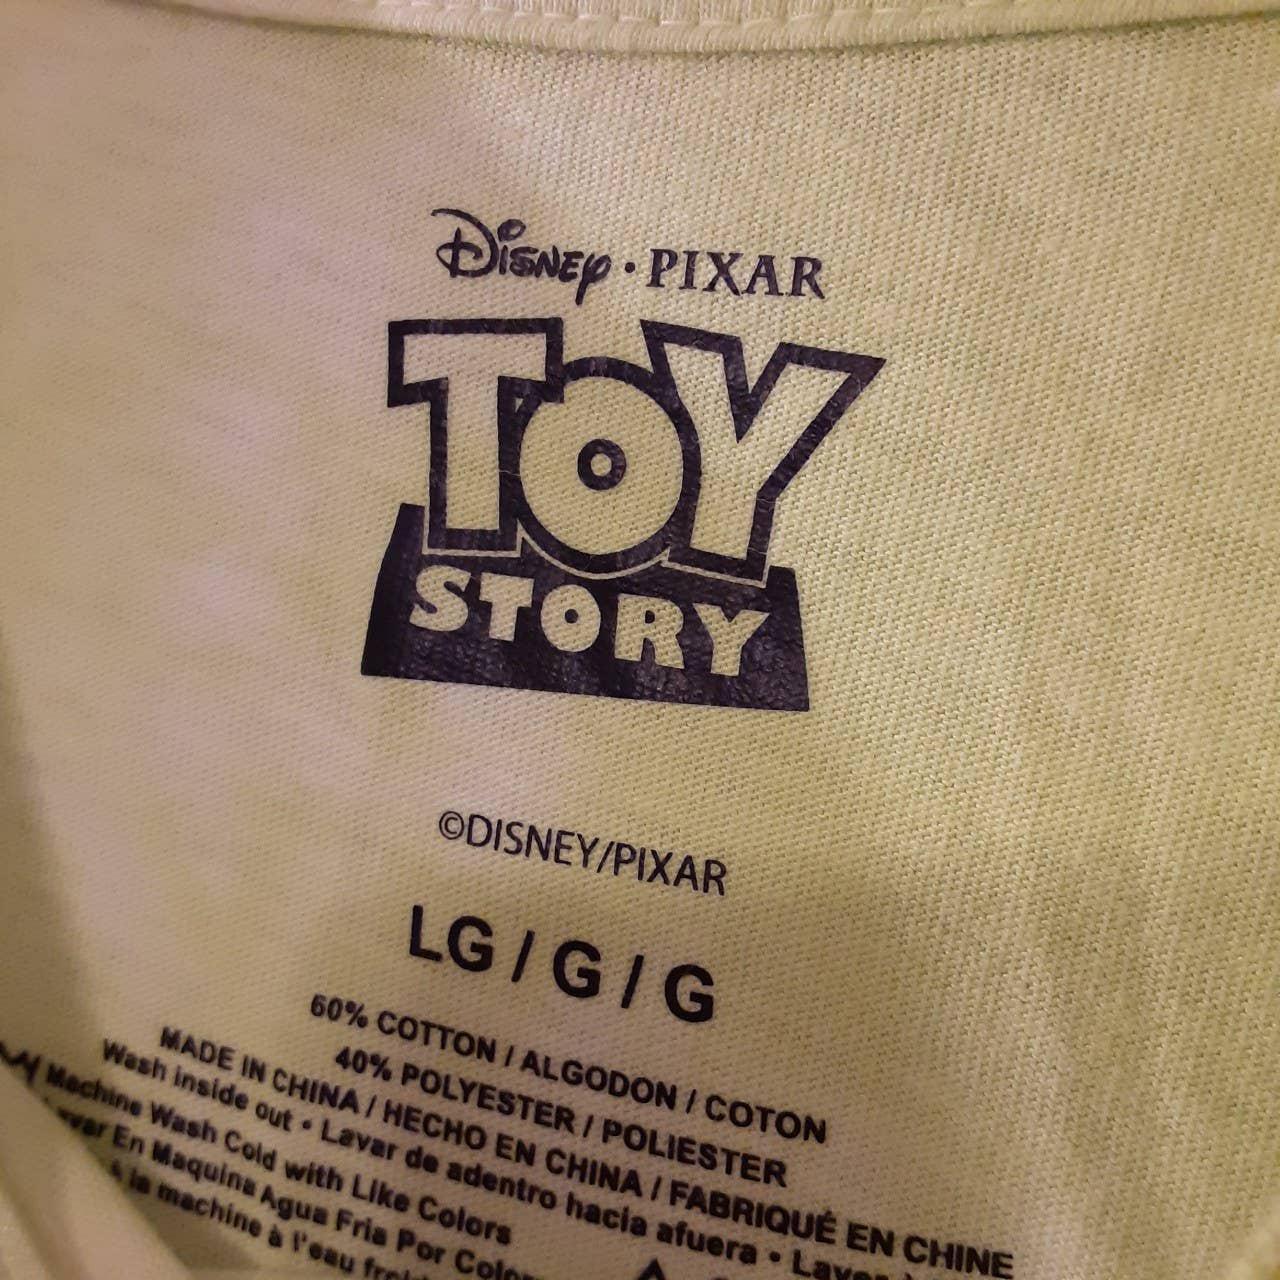 Disney · PIXAR
TOY
STORY
©DISNEY/PIXAR
LG / G / G
60% COTTON / ALGODON / COTON
40% POLYESTER / POLIESTER
MADE IN CHINA / HECHO EN CHINA / FABRIQUÉ EN CHINE
Wash inside out • Lavar de adentro hacia afuera •
Machine Wash Cold with Like Colors
En Maquina Agua Fria Por
à la machine à l'eau